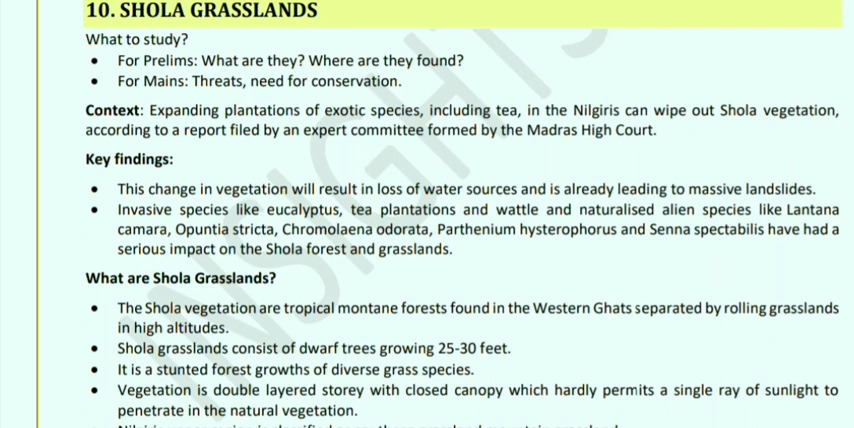 10. SHOLA GRASSLANDS
What to study?
• For Prelims: What are they? Where are they found?
• For Mains: Threats, need for conservation.
Context: Expanding plantations of exotic species, including tea, in the Nilgiris can wipe out Shola vegetation,
according to a report filed by an expert committee formed by the Madras High Court.
Key findings:
• This change in vegetation will result in loss of water sources and is already leading to massive landslides.
• Invasive species like eucalyptus, tea plantations and wattle and naturalised alien species like Lantana
camara, Opuntia stricta, Chromolaena odorata, Parthenium hysterophorus and Senna spectabilis have had a
serious impact on the Shola forest and grasslands.
What are Shola Grasslands?
• The Shola vegetation are tropical montane forests found in the Western Ghats separated by rolling grasslands
in high altitudes.
• Shola grasslands consist of dwarf trees growing 25-30 feet.
• It is a stunted forest growths of diverse grass species.
• Vegetation is double layered storey with closed canopy which hardly permits a single ray of sunlight to
penetrate in the natural vegetation.
INSIGHTS